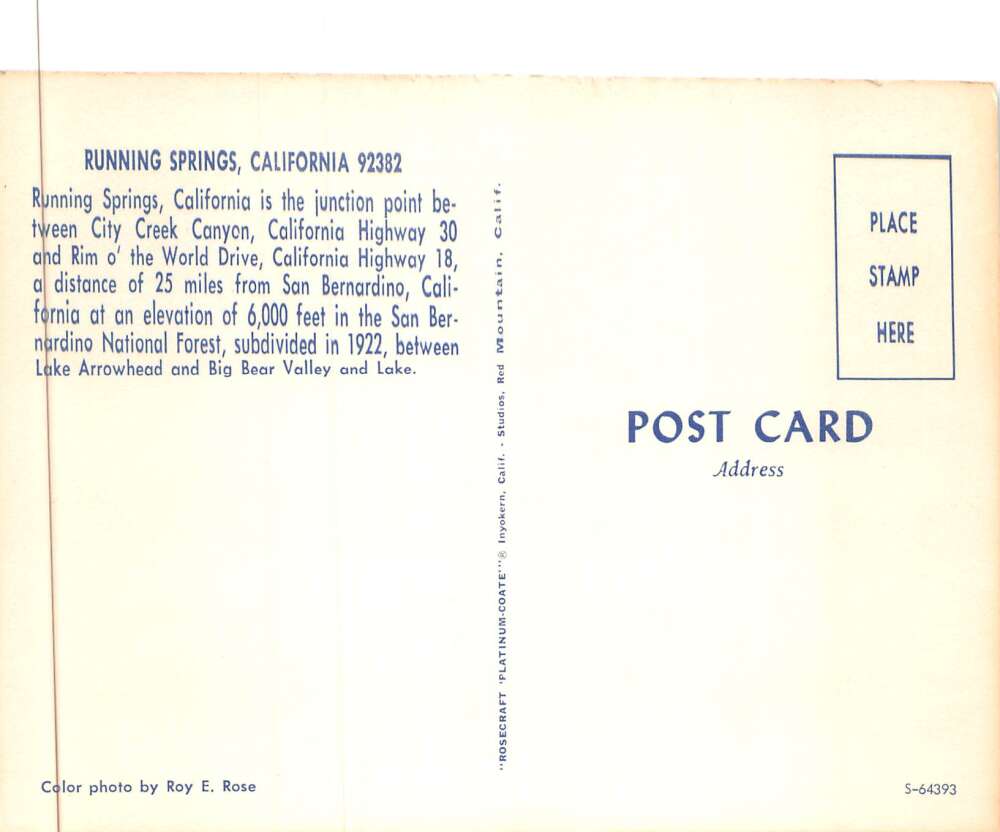 RUNNING SPRINGS, CALIFORNIA 92382
Running Springs, California is the junction point be-
tween City Creek Canyon, California Highway 30
and Rim o' the World Drive, California Highway 18,
a distance of 25 miles from San Bernardino, Cali-
fornia at an elevation of 6,000 feet in the San Ber-
nardino National Forest, subdivided in 1922, between
Lake Arrowhead and Big Bear Valley and Lake.
Color photo by Roy E. Rose
"ROSECRAFT 'PLATINUM-COATE'"® Inyokern, Calif. - Studios, Red Mountain, Calif.
PLACE
STAMP
HERE
POST CARD
Address
S-64393